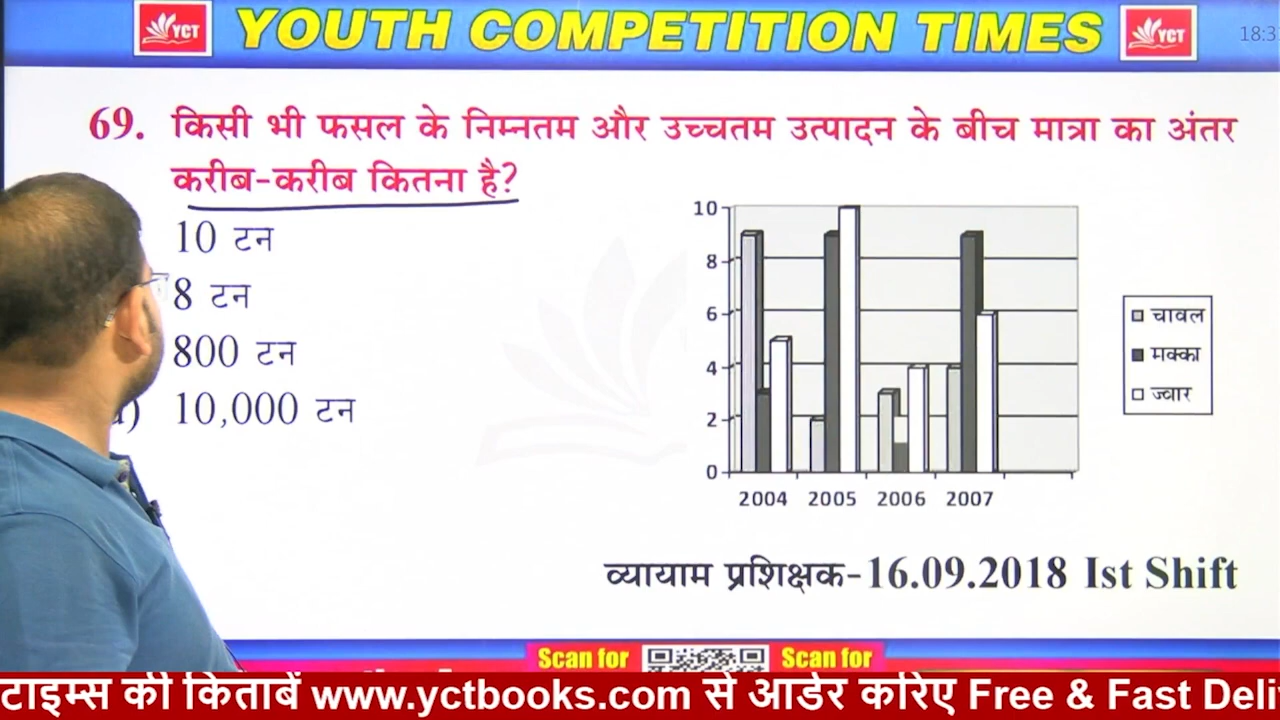 YCT
YOUTH COMPETITION TIMES
YCT
18:3
69. किसी भी फसल के निम्नतम और उच्चतम उत्पादन के बीच मात्रा का अंतर
करीब-करीब कितना है?
10 टन
8 टन
800 टन
10,000 टन
10
8
6
4
2
0
2004 2005 2006 2007
चावल
मक्का
ज्वार
व्यायाम प्रशिक्षक-16.09.2018 Ist Shift
Scan for
Scan for
टाइम्स की किताबें www.yctbooks.com से आर्डर करिए Free & Fast Deli